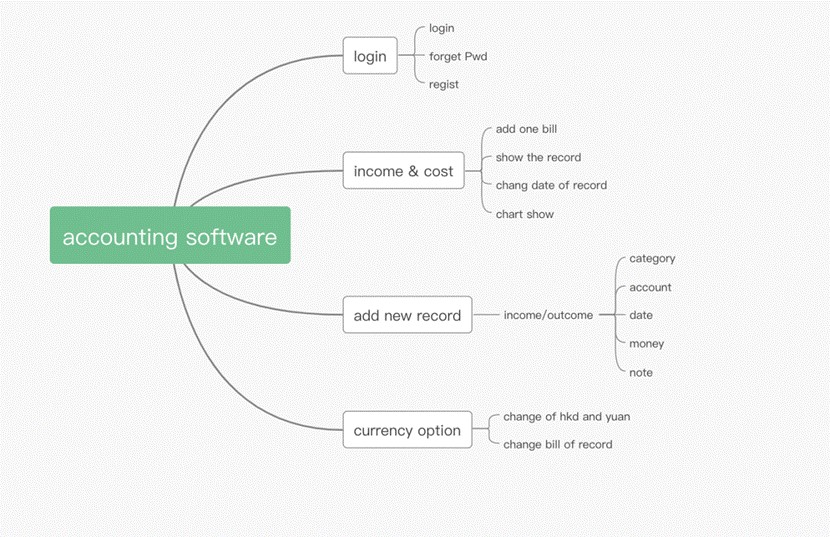 accounting software
login
login
forget Pwd
regist
income & cost
add one bill
show the record
chang date of record
chart show
add new record
income/outcome
category
account
date
money
note
currency option
change of hkd and yuan
change bill of record